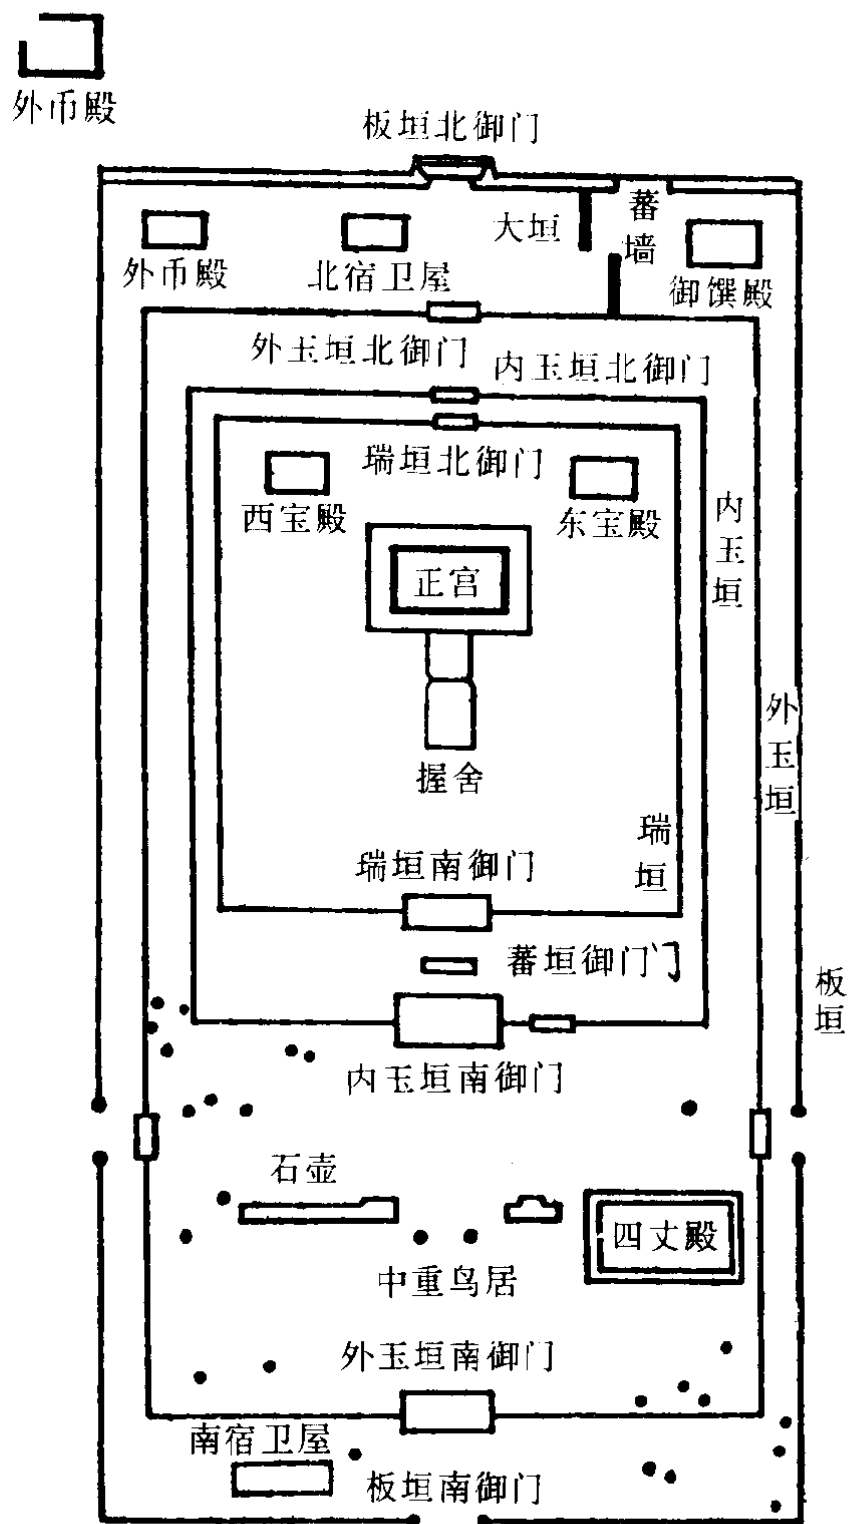 外币殿
板垣北御门
大垣
蕃墙
外币殿
北宿卫屋
御馔殿
外玉垣北御门
内玉垣北御门
瑞垣北御门
西宝殿
东宝殿
内玉垣
正宫
外玉垣
握舍
瑞垣
瑞垣南御门
蕃垣御门
板垣
内玉垣南御门
石壶
四丈殿
中重鸟居
外玉垣南御门
南宿卫屋
板垣南御门